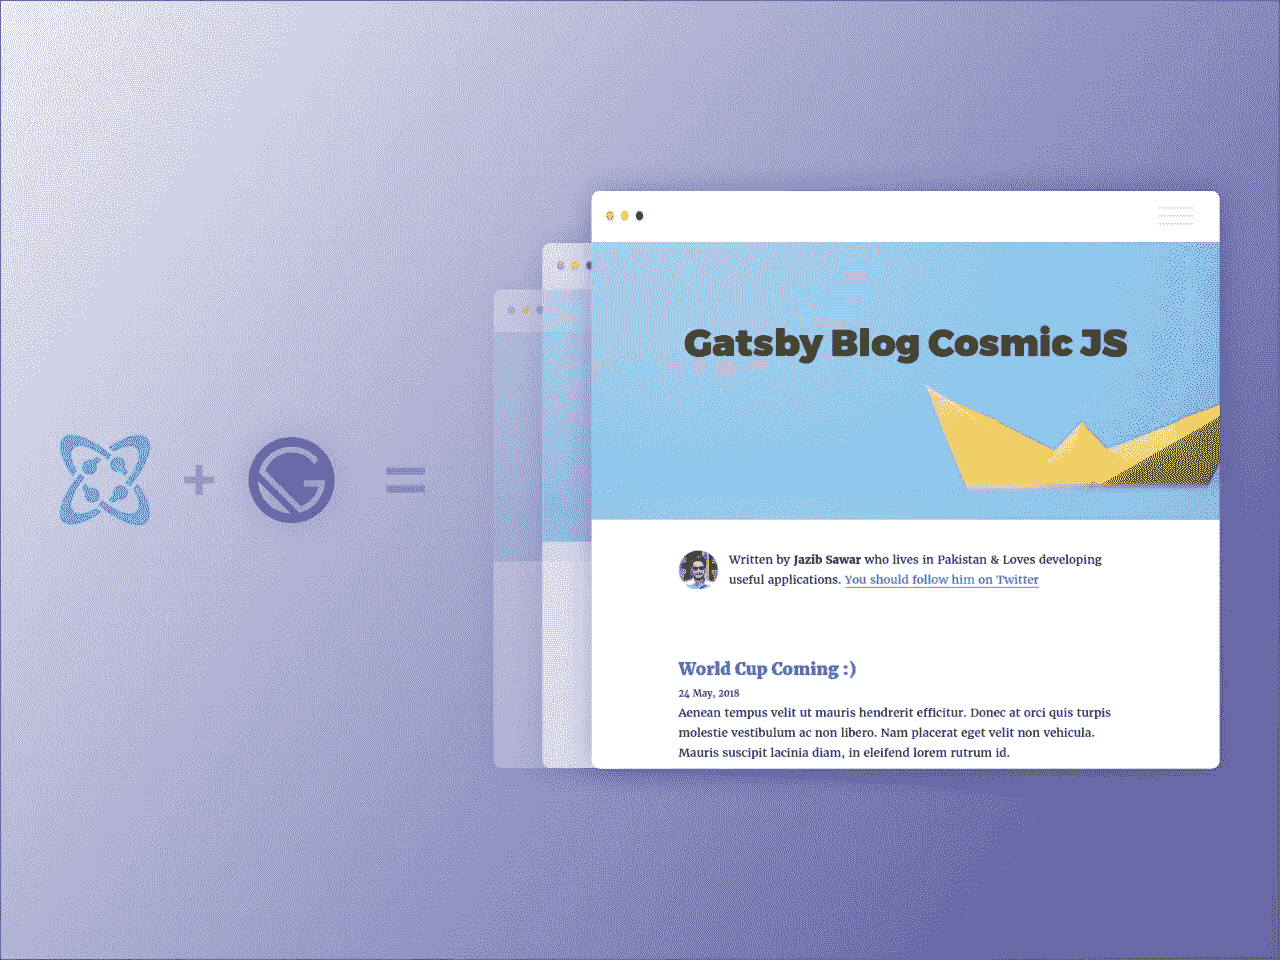 Gatsby Blog Cosmic JS
Written by Jazib Sawar who lives in Pakistan & Loves developing
useful applications. You should follow him on Twitter
World Cup Coming :)
24 May, 2018
Aenean tempus velit ut mauris hendrerit efficitur. Donec at orci quis turpis
molestie vestibulum ac non libero. Nam placerat eget velit non vehicula.
Mauris suscipit lacinia diam, in eleifend lorem rutrum id.